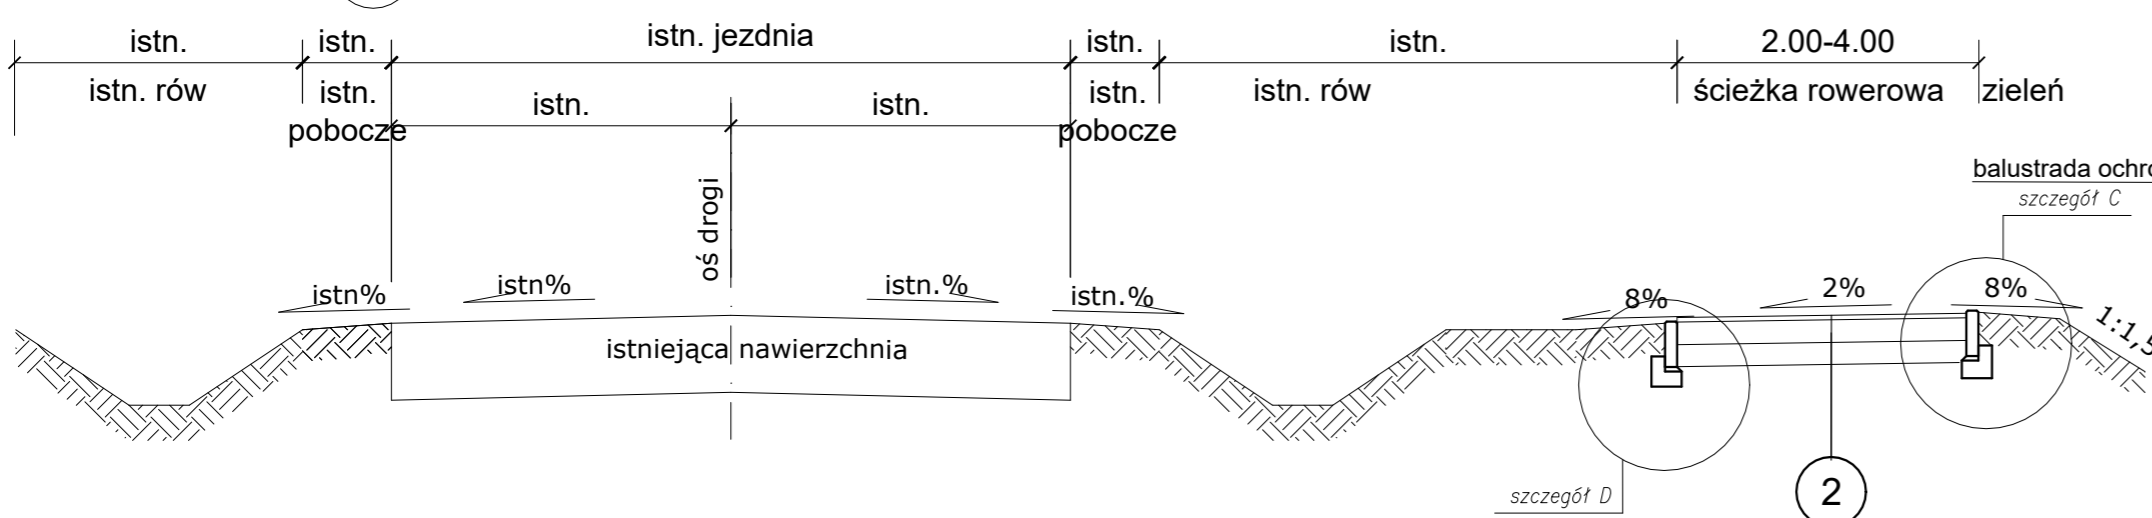 istn. istn. istn. jezdnia istn. istn. 2.00-4.00
istn. rów istn. pobocze istn. istn. istn. pobocze istn. rów ścieżka rowerowa zieleń
oś drogi
balustrada
szczegół C
istn% istn% istn.% istn.% 8% 2% 8%
1:1,5
istniejąca nawierzchnia
szczegół D
2